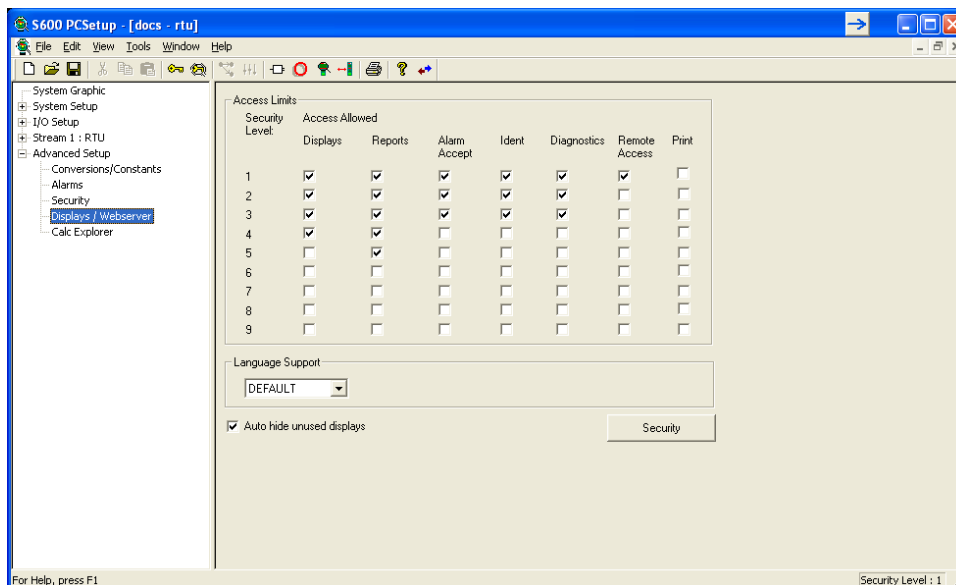 S600 PCSetup - [docs - rtu]
File Edit View Tools Window Help
System Graphic
System Setup
I/O Setup
Stream 1 : RTU
Advanced Setup
Conversions/Constants
Alarms
Security
Displays / Webserver
Calc Explorer
Access Limits
Security Level: Access Allowed
Displays Reports Alarm Accept Ident Diagnostics Remote Access Print
1
2
3
4
5
6
7
8
9
Language Support
DEFAULT
Auto hide unused displays
Security
For Help, press F1
Security Level : 1